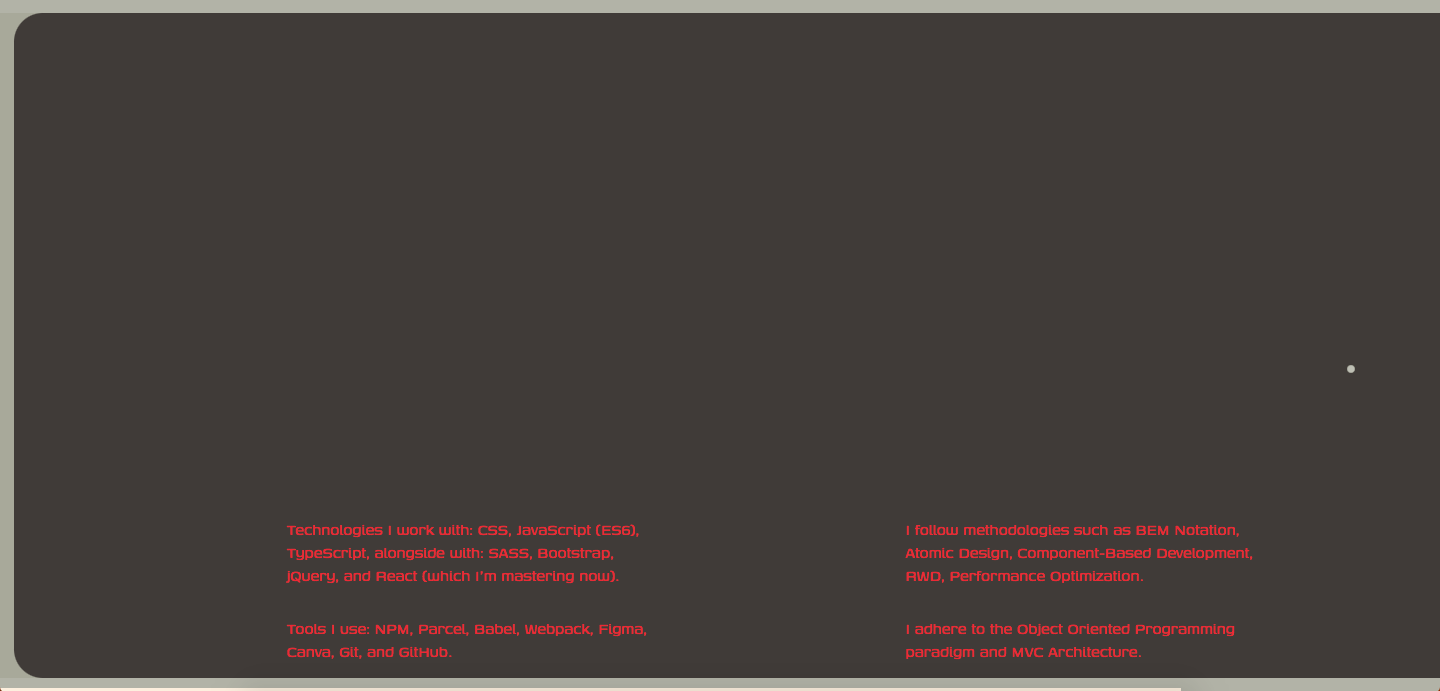 Technologies I work with: CSS, JavaScript (ES6),
TypeScript, alongside with: SASS, Bootstrap,
jQuery, and React (which I'm mastering now).
Tools I use: NPM, Parcel, Babel, Webpack, Figma,
Canva, Git, and GitHub.
I follow methodologies such as BEM Notation,
Atomic Design, Component-Based Development,
RWD, Performance Optimization.
I adhere to the Object Oriented Programming
paradigm and MVC Architecture.